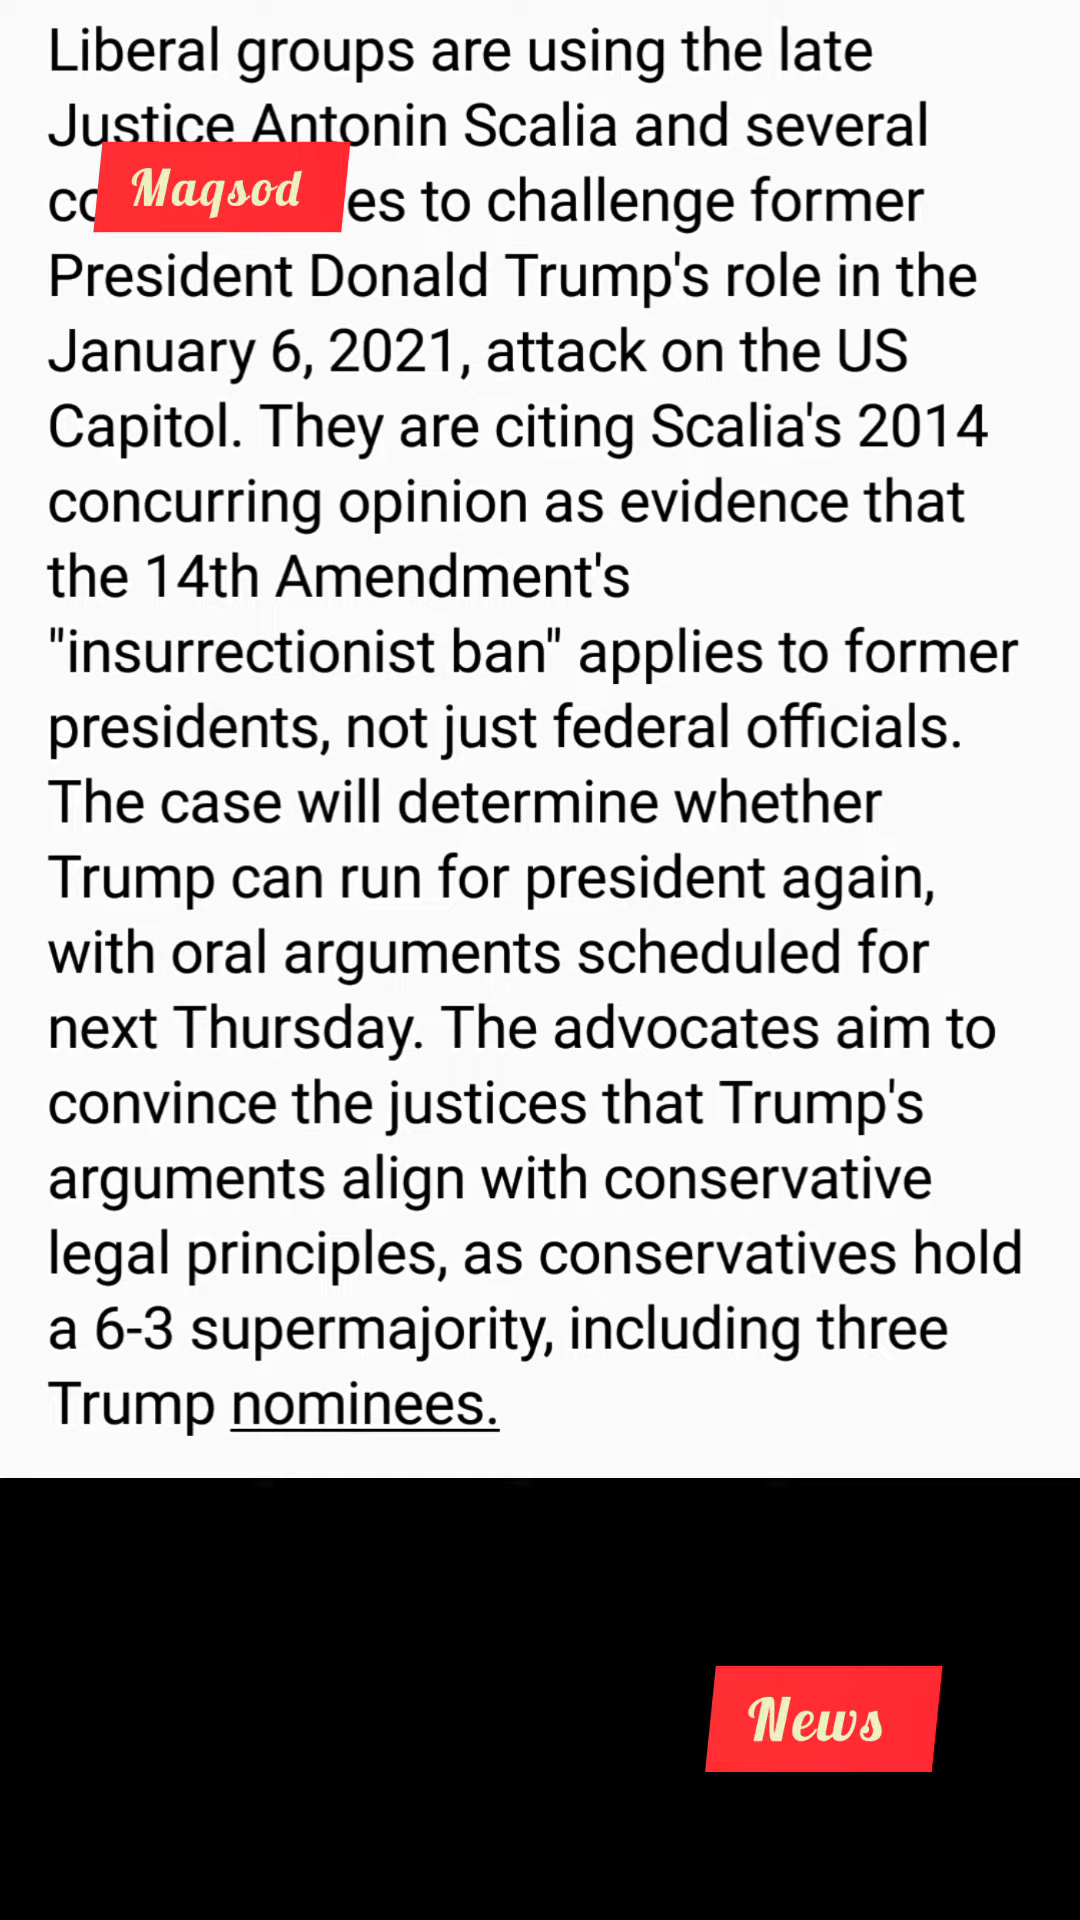 Liberal groups are using the late
Justice Antonin Scalia and several
to challenge former
Maqsod
President Donald Trump's role in the
January 6, 2021, attack on the US
Capitol. They are citing Scalia's 2014
concurring opinion as evidence that
the 14th Amendment's
"insurrectionist ban" applies to former
presidents, not just federal officials.
The case will determine whether
Trump can run for president again,
with oral arguments scheduled for
next Thursday. The advocates aim to
convince the justices that Trump's
arguments align with conservative
legal principles, as conservatives hold
a 6-3 supermajority, including three
Trump nominees.
News